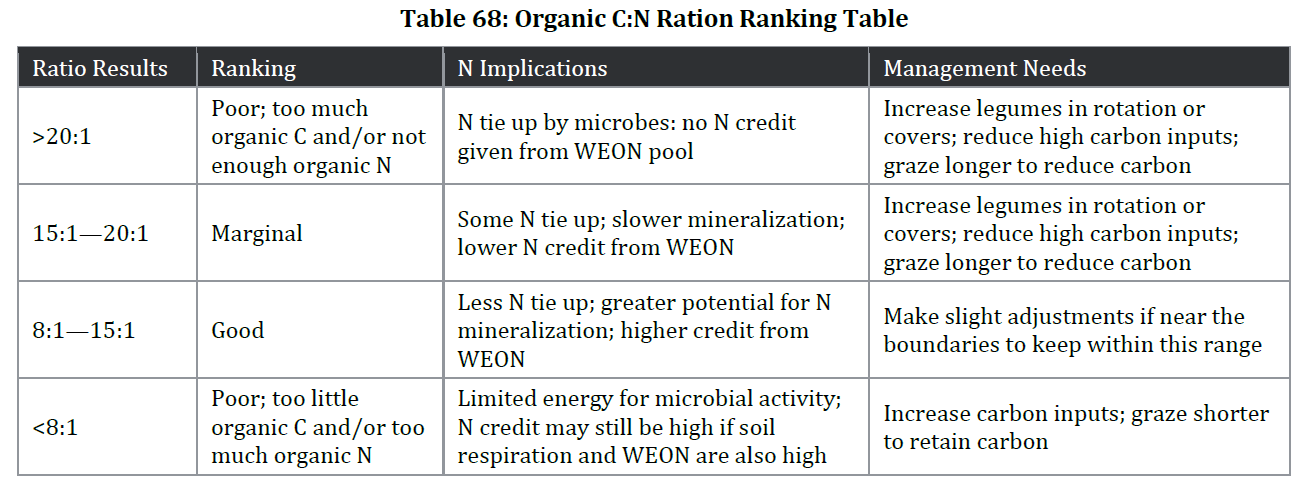 Table 68: Organic C:N Ration Ranking Table
Ratio Results
Ranking
N Implications
Management Needs
>20:1
Poor; too much
organic C and/or not
enough organic N
N tie up by microbes: no N credit
given from WEON pool
Increase legumes in rotation or
covers; reduce high carbon inputs;
graze longer to reduce carbon
15:1—20:1
Marginal
Some N tie up; slower mineralization;
lower N credit from WEON
Increase legumes in rotation or
covers; reduce high carbon inputs;
graze longer to reduce carbon
8:1—15:1
Good
Less N tie up; greater potential for N
mineralization; higher credit from
WEON
Make slight adjustments if near the
boundaries to keep within this range
<8:1
Poor; too little
organic C and/or too
much organic N
Limited energy for microbial activity;
N credit may still be high if soil
respiration and WEON are also high
Increase carbon inputs; graze shorter
to retain carbon